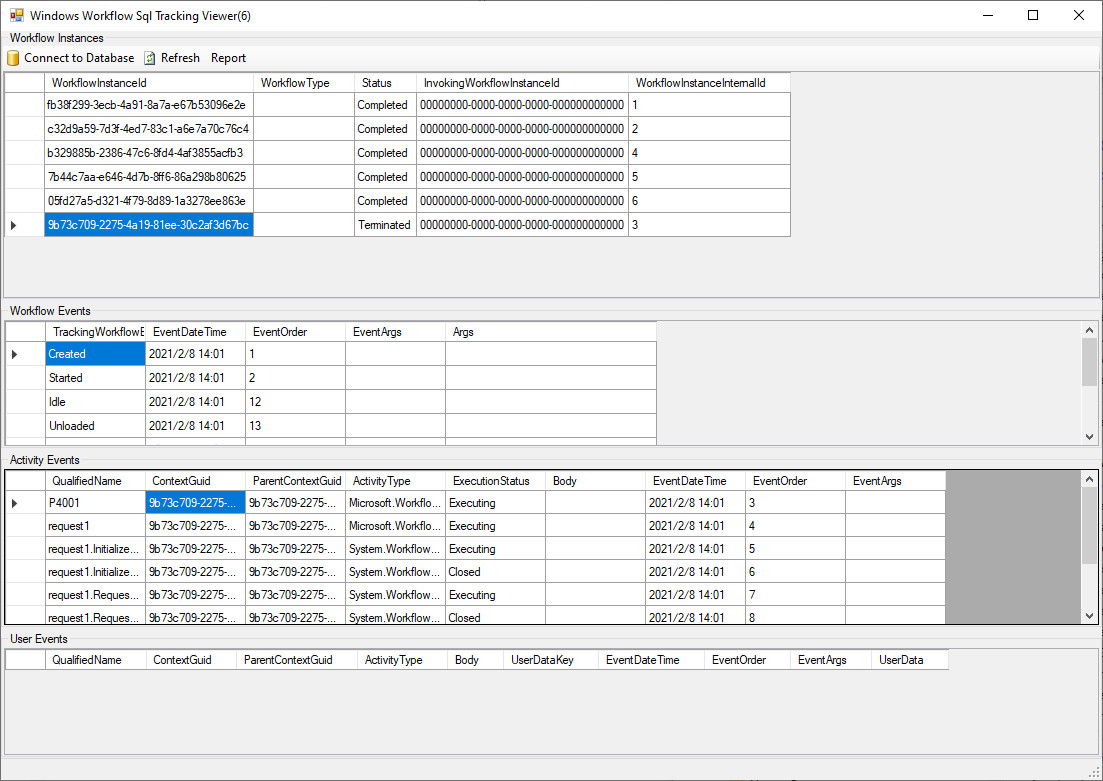 Windows Workflow Sql Tracking Viewer(6)
Workflow Instances
Connect to Database Refresh Report
WorkflowInstanceId WorkflowType Status InvokingWorkflowInstanceId WorkflowInstanceInternalId
fb38f299-3ecb-4a91-8a7a-e67b53096e2e Completed 00000000-0000-0000-0000-000000000000 1
c32d9a59-7d3f-4ed7-83c1-a6e7a70c76c4 Completed 00000000-0000-0000-0000-000000000000 2
b329885b-2386-47c6-8fd4-4af3855acfb3 Completed 00000000-0000-0000-0000-000000000000 4
7b44c7aa-e646-4d7b-8ff6-86a298b80625 Completed 00000000-0000-0000-0000-000000000000 5
05fd27a5-d321-4f79-8d89-1a3278ee863e Completed 00000000-0000-0000-0000-000000000000 6
9b73c709-2275-4a19-81ee-30c2af3d67bc Terminated 00000000-0000-0000-0000-000000000000 3
Workflow Events
TrackingWorkflowE EventDateTime EventOrder EventArgs Args
Created 2021/2/8 14:01 1
Started 2021/2/8 14:01 2
Idle 2021/2/8 14:01 12
Unloaded 2021/2/8 14:01 13
Activity Events
QualifiedName ContextGuid ParentContextGuid ActivityType ExecutionStatus Body EventDateTime EventOrder EventArgs
P4001 9b73c709-2275-... 9b73c709-2275-... Microsoft.Workflo... Executing 2021/2/8 14:01 3
request1 9b73c709-2275-... 9b73c709-2275-... Microsoft.Workflo... Executing 2021/2/8 14:01 4
request1.Initialize... 9b73c709-2275-... 9b73c709-2275-... System.Workflow... Executing 2021/2/8 14:01 5
request1.Initialize... 9b73c709-2275-... 9b73c709-2275-... System.Workflow... Closed 2021/2/8 14:01 6
request1.Reques... 9b73c709-2275-... 9b73c709-2275-... System.Workflow... Executing 2021/2/8 14:01 7
request1.Reques... 9b73c709-2275-... 9b73c709-2275-... System.Workflow... Closed 2021/2/8 14:01 8
User Events
QualifiedName ContextGuid ParentContextGuid ActivityType Body UserDataKey EventDateTime EventOrder EventArgs UserData